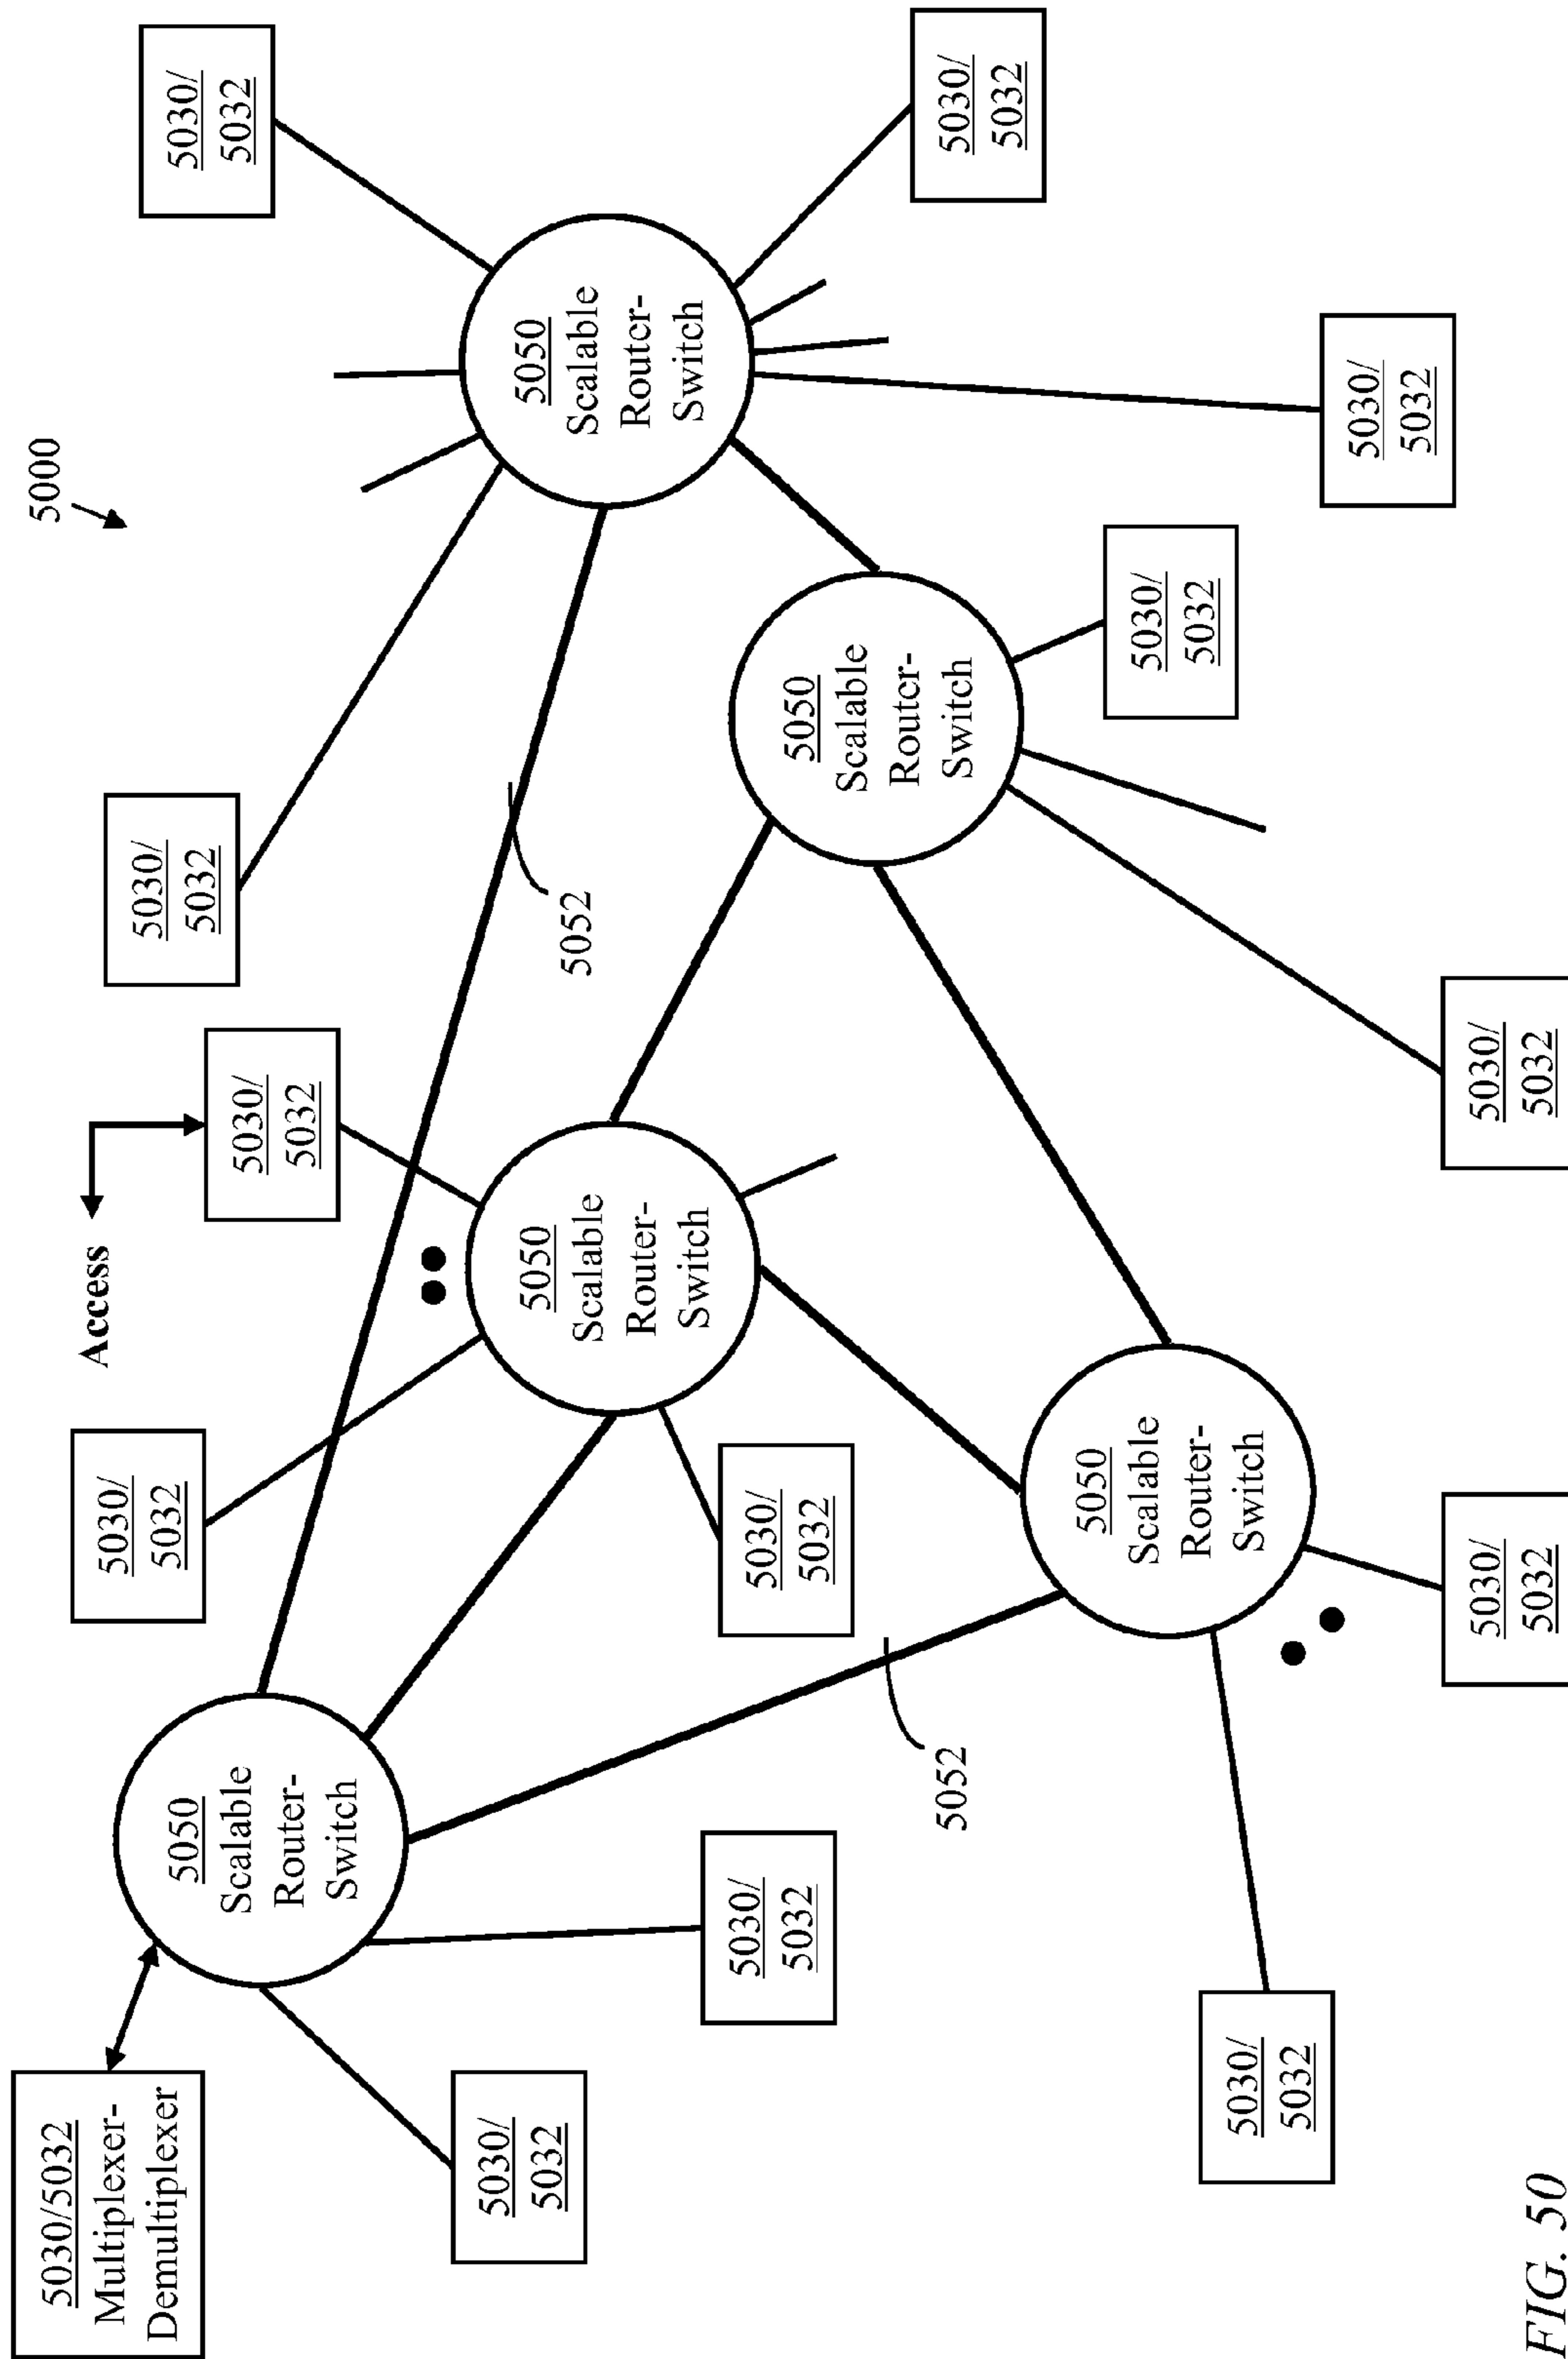 5000
5030/5032
Multiplexer-
Demultiplexer
Access
5030/
5032
5030/
5032
5030/
5032
5050
Scalable
Router-
Switch
5030/
5032
5030/
5032
5050
Scalable
Router-
Switch
5050
Scalable
Router-
Switch
5052
5030/
5032
5030/
5032
5050
Scalable
Router-
Switch
5052
5030/
5032
5050
Scalable
Router-
Switch
5030/
5032
5030/
5032
5030/
5032
5030/
5032
5030/
5032
FIG. 50